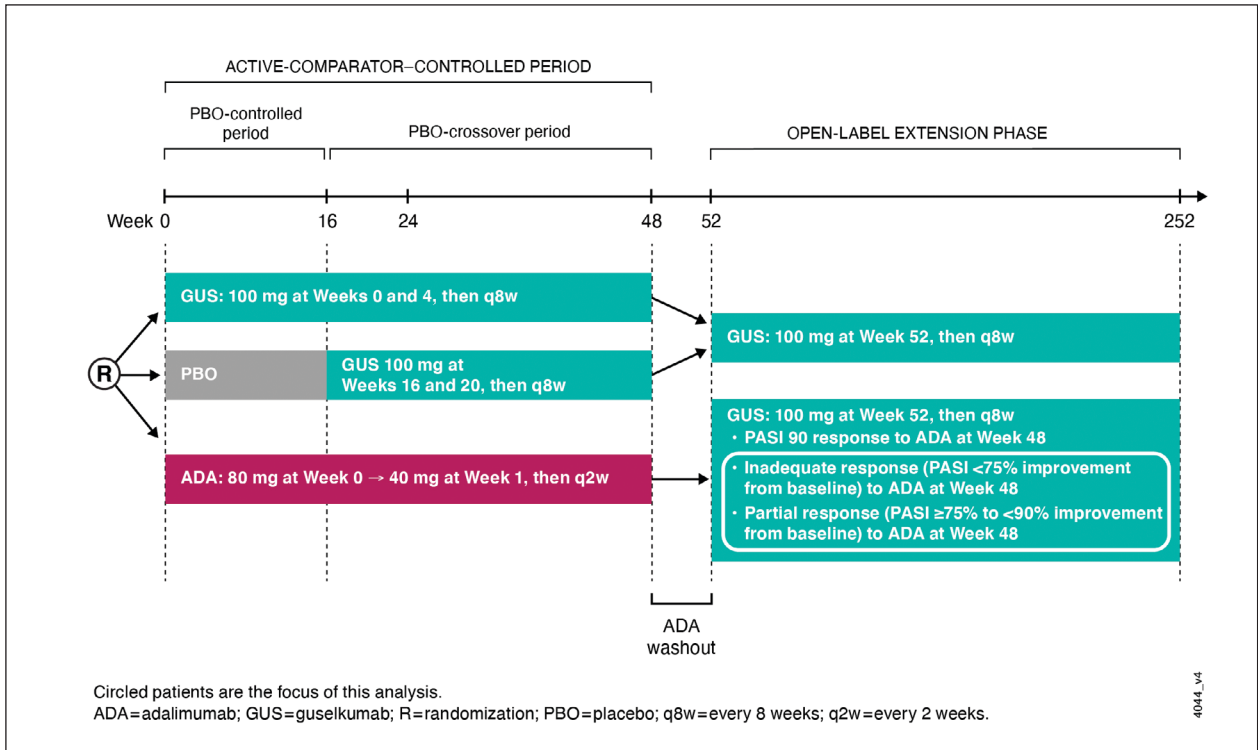 ACTIVE-COMPARATOR–CONTROLLED PERIOD
PBO-controlled
period
PBO-crossover period
OPEN-LABEL EXTENSION PHASE
Week 0 16 24 48 52 252
GUS: 100 mg at Weeks 0 and 4, then q8w
GUS: 100 mg at Week 52, then q8w
R
PBO
GUS 100 mg at
Weeks 16 and 20, then q8w
ADA: 80 mg at Week 0 → 40 mg at Week 1, then q2w
GUS: 100 mg at Week 52, then q8w
• PASI 90 response to ADA at Week 48
• Inadequate response (PASI <75% improvement
from baseline) to ADA at Week 48
• Partial response (PASI ≥75% to <90% improvement
from baseline) to ADA at Week 48
ADA
washout
Circled patients are the focus of this analysis.
ADA=adalimumab; GUS=guselkumab; R=randomization; PBO=placebo; q8w=every 8 weeks; q2w=every 2 weeks.
4044_v4